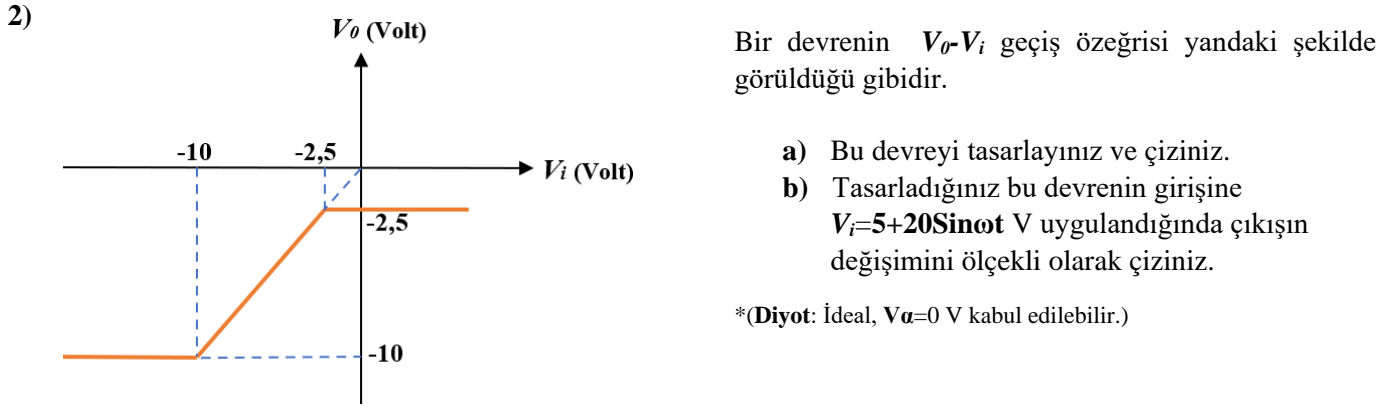 2)
V0 (Volt)
-10
-2,5
Vi (Volt)
-2,5
-10
Bir devrenin V0-Vi geçiş özeğrisi yandaki şekilde
görüldüğü gibidir.
a) Bu devreyi tasarlayınız ve çiziniz.
b) Tasarladığınız bu devrenin girişine
Vi=5+20Sinωt V uygulandığında çıkışın
değişimini ölçekli olarak çiziniz.
*(Diyot: İdeal, Vα=0 V kabul edilebilir.)